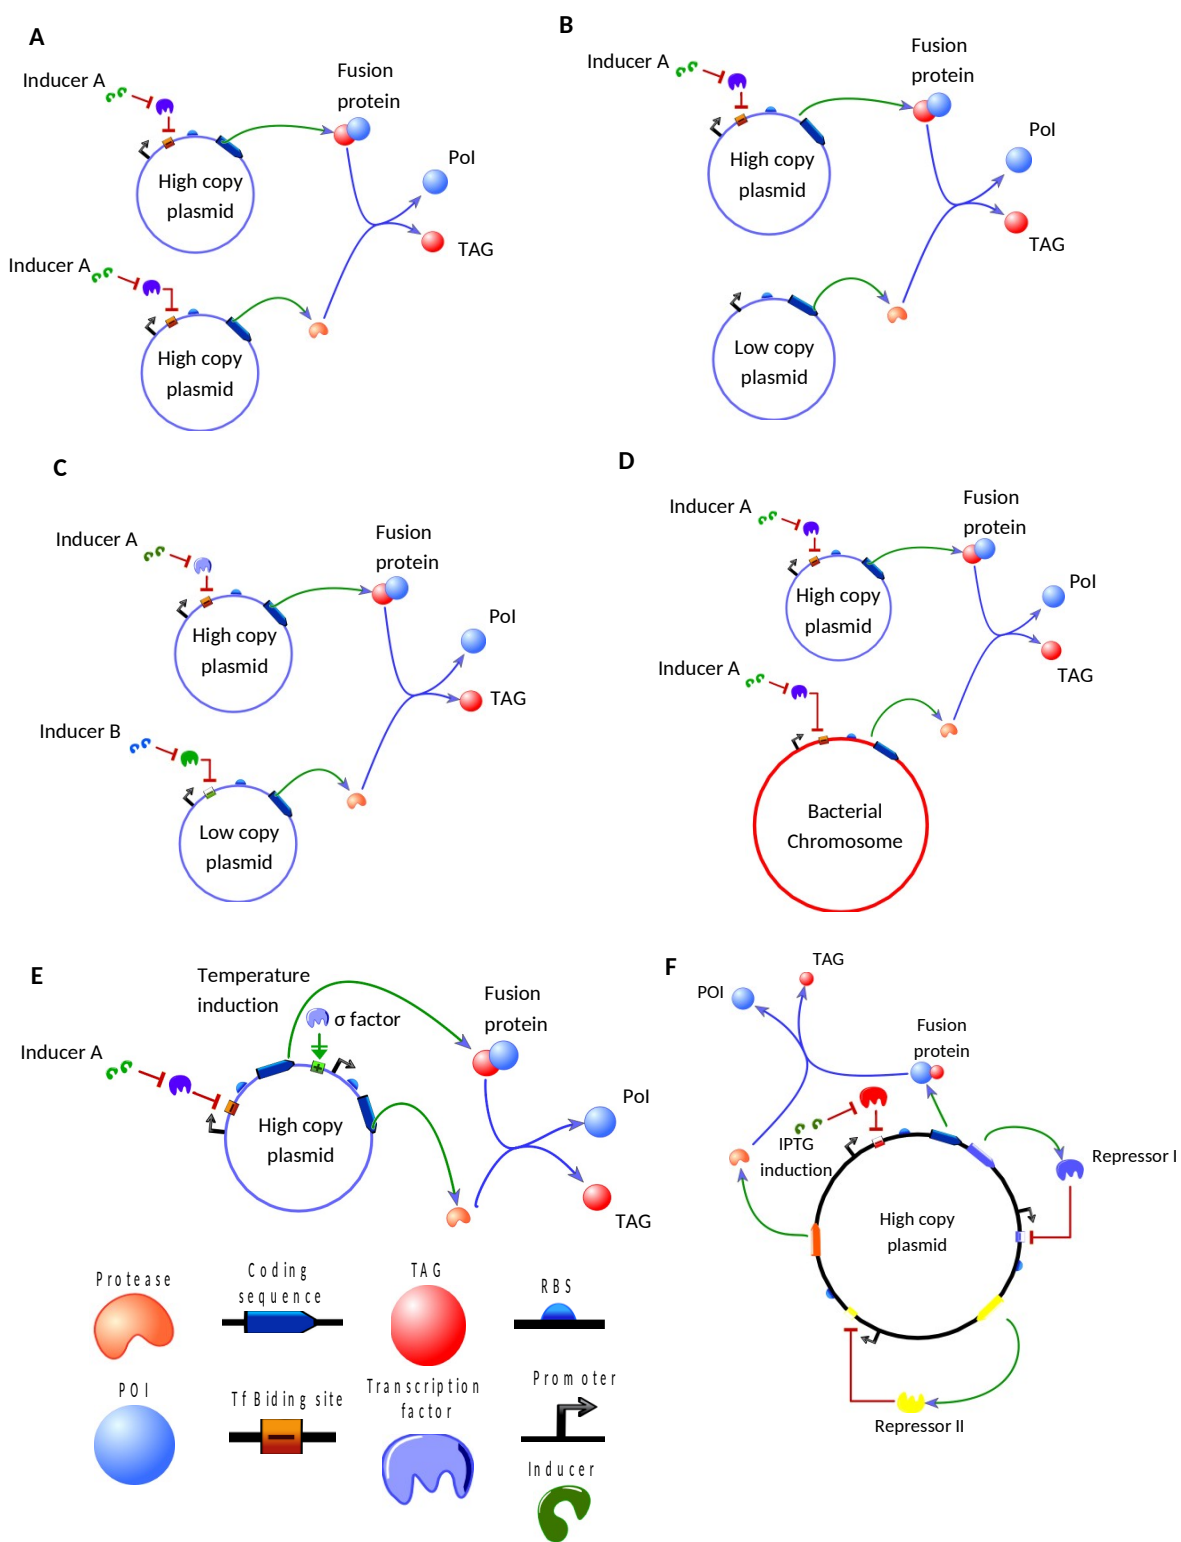 A
Inducer A
Fusion
protein
PoI
High copy
plasmid
TAG
Inducer A
High copy
plasmid
B
Inducer A
Fusion
protein
PoI
High copy
plasmid
TAG
Low copy
plasmid
C
Inducer A
Fusion
protein
PoI
High copy
plasmid
TAG
Inducer B
Low copy
plasmid
D
Inducer A
Fusion
protein
PoI
High copy
plasmid
TAG
Inducer A
Bacterial
Chromosome
E
Temperature
induction
σ factor
Fusion
protein
Inducer A
PoI
High copy
plasmid
TAG
F
TAG
POI
Fusion
protein
IPTG
induction
Repressor I
High copy
plasmid
Repressor II
Protease
Coding
sequence
TAG
RBS
POI
Tf Biding site
Transcription
factor
Promoter
Inducer